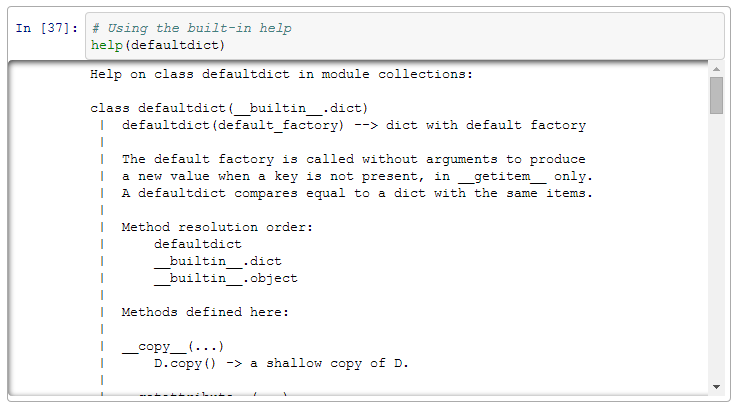 In [37]: # Using the built-in help
help(defaultdict)
Help on class defaultdict in module collections:
class defaultdict(__builtin__.dict)
| defaultdict(default_factory) --> dict with default factory
|
| The default factory is called without arguments to produce
| a new value when a key is not present, in __getitem__ only.
| A defaultdict compares equal to a dict with the same items.
|
| Method resolution order:
| defaultdict
| __builtin__.dict
| __builtin__.object
|
| Methods defined here:
|
| __copy__(...)
| D.copy() -> a shallow copy of D.
|